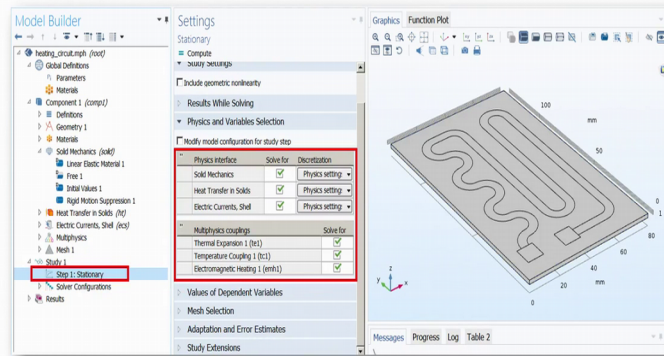 Model Builder
heating_circuit.mph (root)
Global Definitions
Pi Parameters
Materials
Component 1 (comp1)
Definitions
Geometry 1
Materials
Solid Mechanics (solid)
Linear Elastic Material 1
Free 1
Initial Values 1
Rigid Motion Suppression 1
Heat Transfer in Solids (ht)
Electric Currents, Shell (ecs)
Multiphysics
Mesh 1
Study 1
Step 1: Stationary
Solver Configurations
Results
Settings
Stationary
= Compute
Study Settings
Include geometric nonlinearity
Results While Solving
Physics and Variables Selection
Modify model configuration for study step
Physics interface Solve for Discretization
Solid Mechanics Physics setting:
Heat Transfer in Solids Physics setting:
Electric Currents, Shell Physics setting:
Multiphysics couplings Solve for
Thermal Expansion 1 (te1)
Temperature Coupling 1 (tc1)
Electromagnetic Heating 1 (emh1)
Values of Dependent Variables
Mesh Selection
Adaptation and Error Estimates
Study Extensions
Graphics Function Plot
100
mm
50
0
1
80
60
mm
40
20
0
z
y
x
Messages Progress Log Table 2